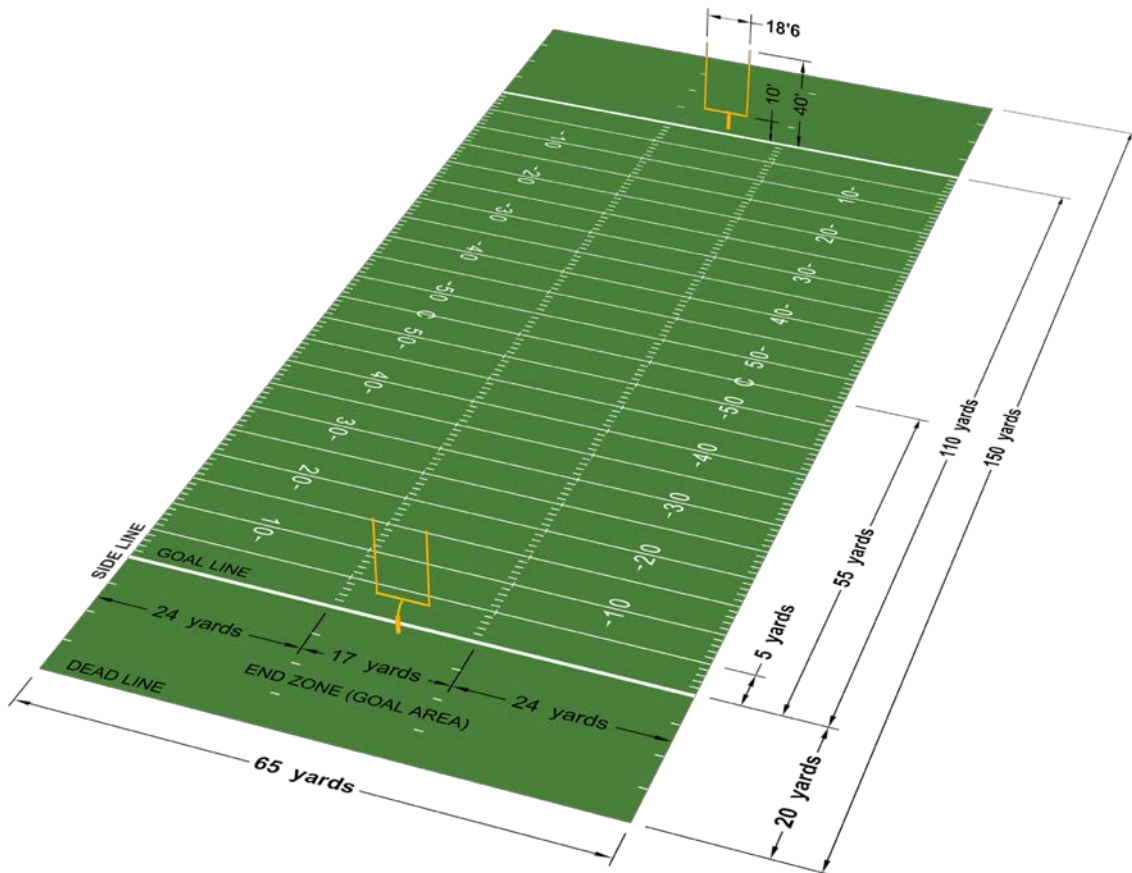 18'6
10'
40'
-10
10-
-20
20-
-30
30-
-40
40-
-50
50-
C
C
50-
-50
40-
-40
30-
-30
20-
-20
10-
-10
110 yards
150 yards
55 yards
5 yards
20 yards
SIDE LINE
GOAL LINE
24 yards
17 yards
24 yards
END ZONE (GOAL AREA)
DEAD LINE
65 yards